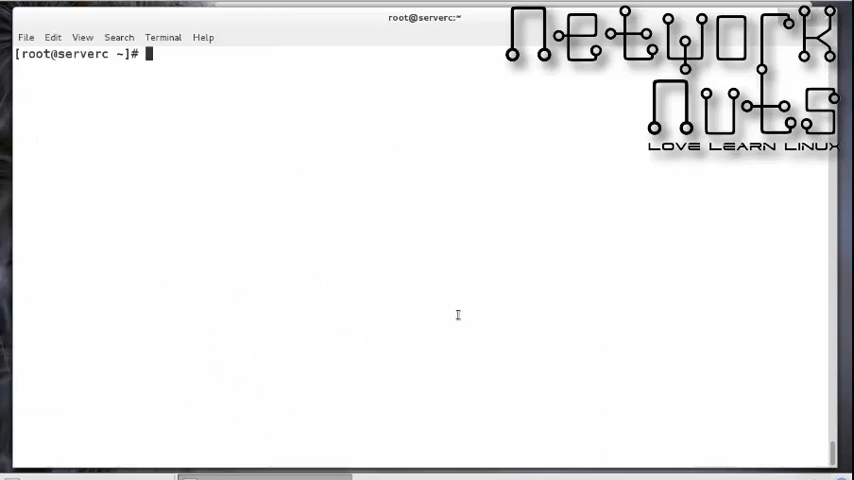 root@serverc:~
File Edit View Search Terminal Help
[root@serverc ~]#
network
nuts
LOVE LEARN LINUX